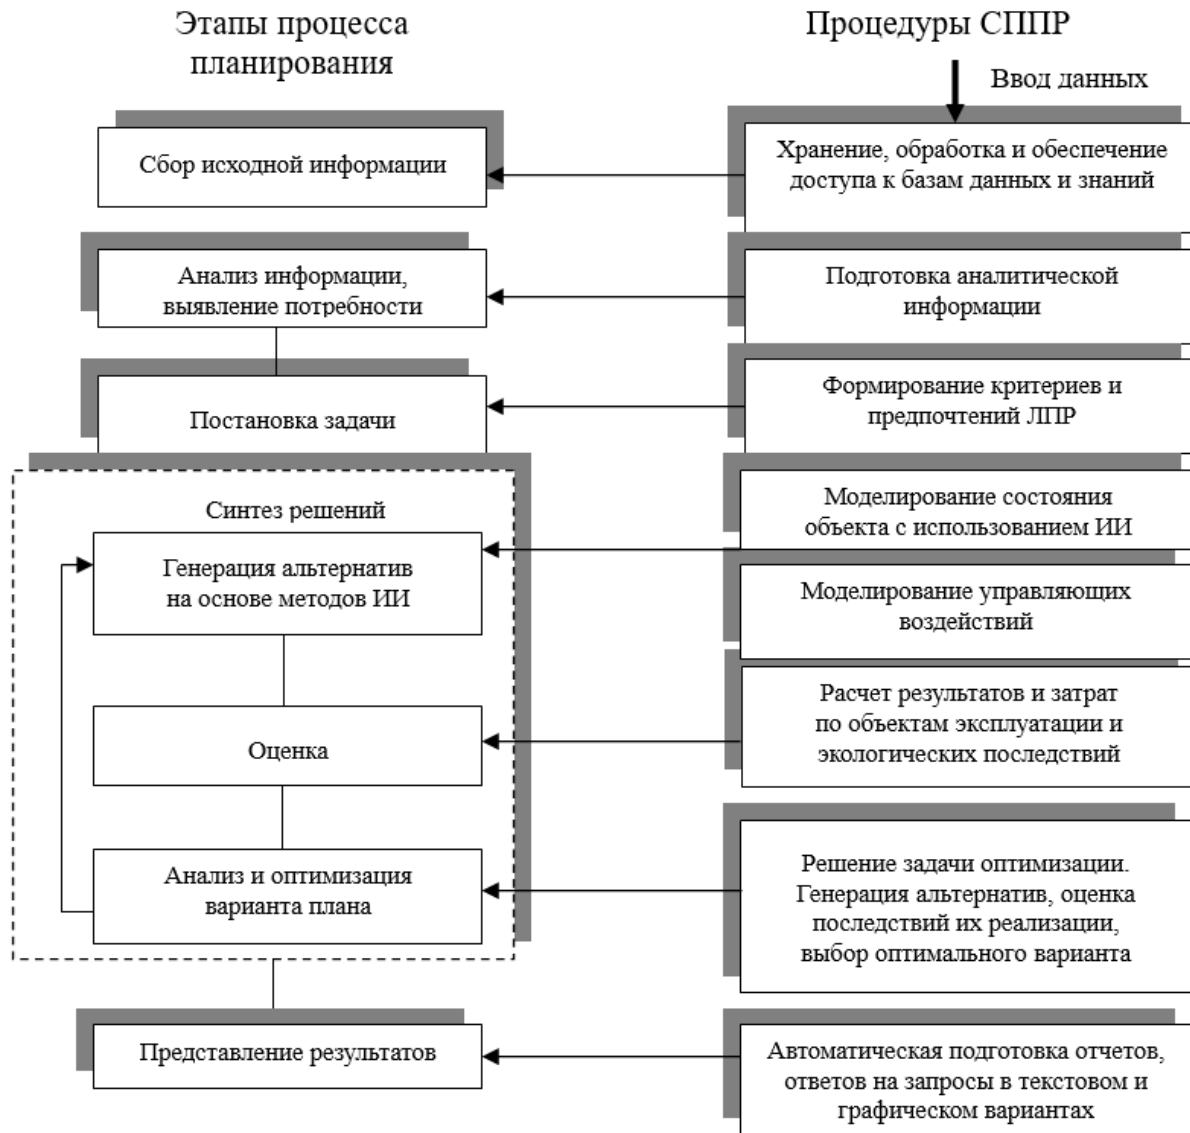 Этапы процесса
планирования
Процедуры СППР
Ввод данных
Сбор исходной информации
Хранение, обработка и обеспечение
доступа к базам данных и знаний
Анализ информации,
выявление потребности
Подготовка аналитической
информации
Постановка задачи
Формирование критериев и
предпочтений ЛПР
Синтез решений
Генерация альтернатив
на основе методов ИИ
Моделирование состояния
объекта с использованием ИИ
Моделирование управляющих
воздействий
Оценка
Расчет результатов и затрат
по объектам эксплуатации и
экологических последствий
Анализ и оптимизация
варианта плана
Решение задачи оптимизации.
Генерация альтернатив, оценка
последствий их реализации,
выбор оптимального варианта
Представление результатов
Автоматическая подготовка отчетов,
ответов на запросы в текстовом и
графическом вариантах